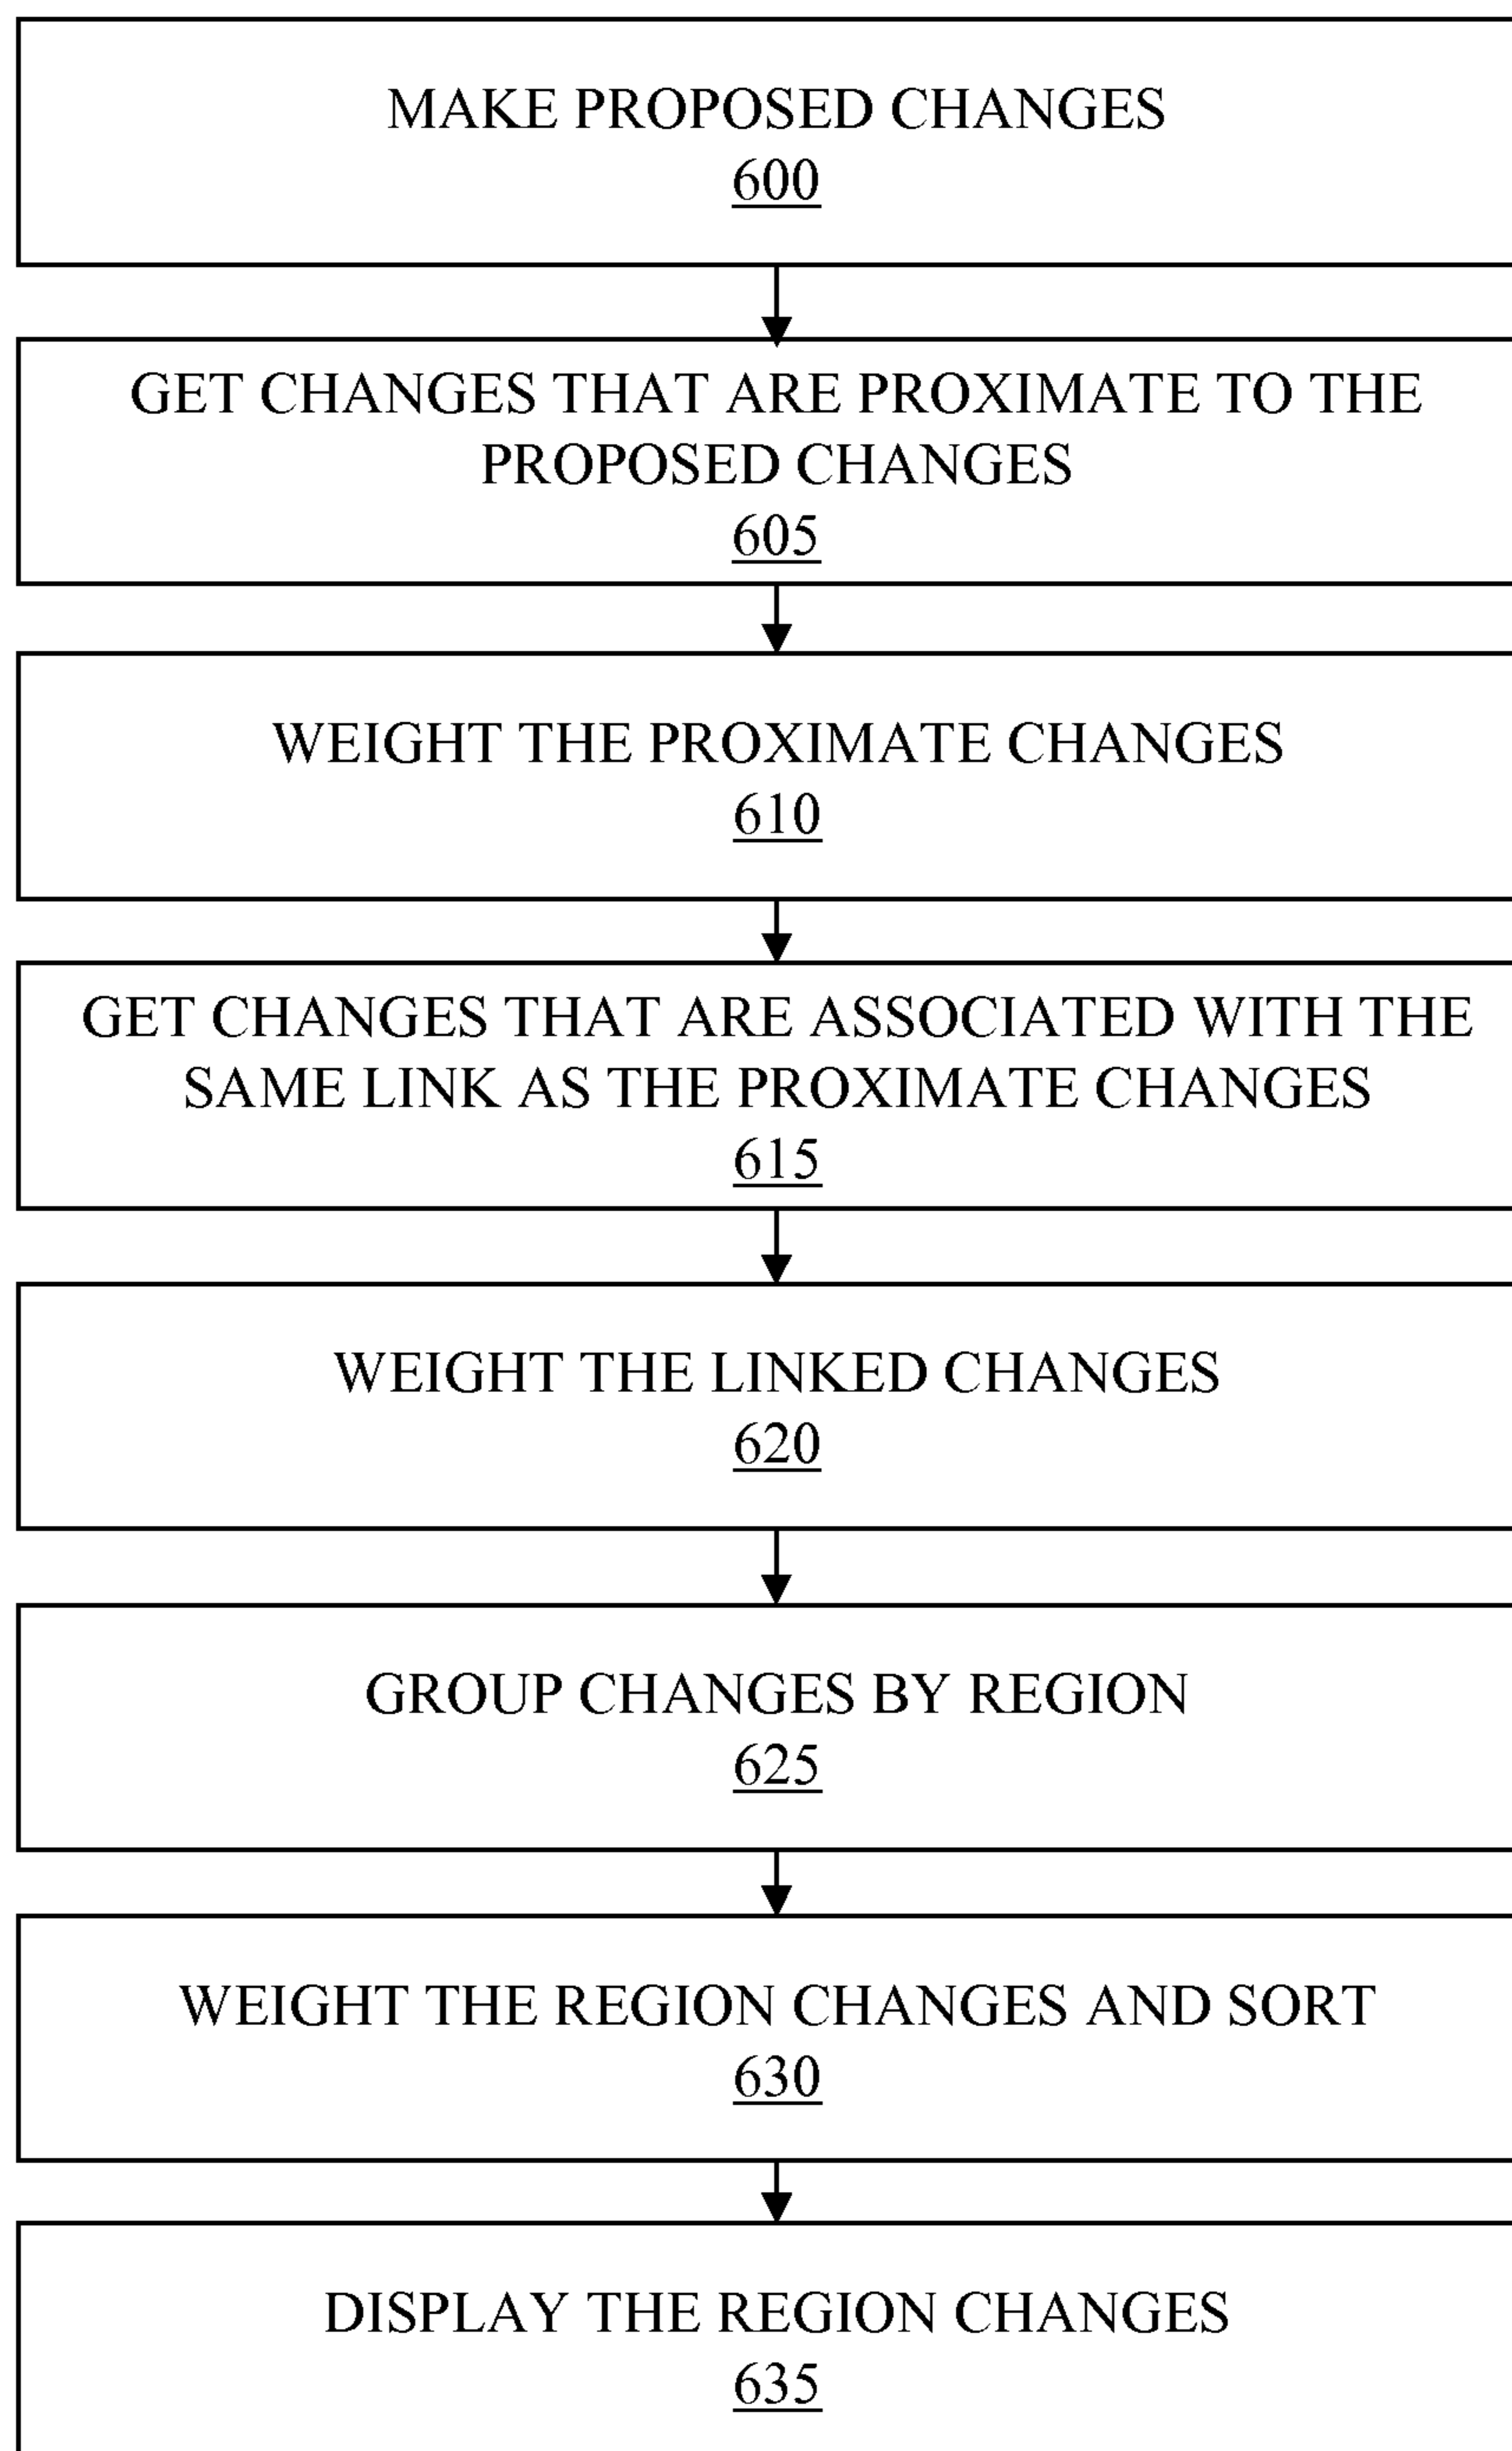 MAKE PROPOSED CHANGES
600
GET CHANGES THAT ARE PROXIMATE TO THE
PROPOSED CHANGES
605
WEIGHT THE PROXIMATE CHANGES
610
GET CHANGES THAT ARE ASSOCIATED WITH THE
SAME LINK AS THE PROXIMATE CHANGES
615
WEIGHT THE LINKED CHANGES
620
GROUP CHANGES BY REGION
625
WEIGHT THE REGION CHANGES AND SORT
630
DISPLAY THE REGION CHANGES
635